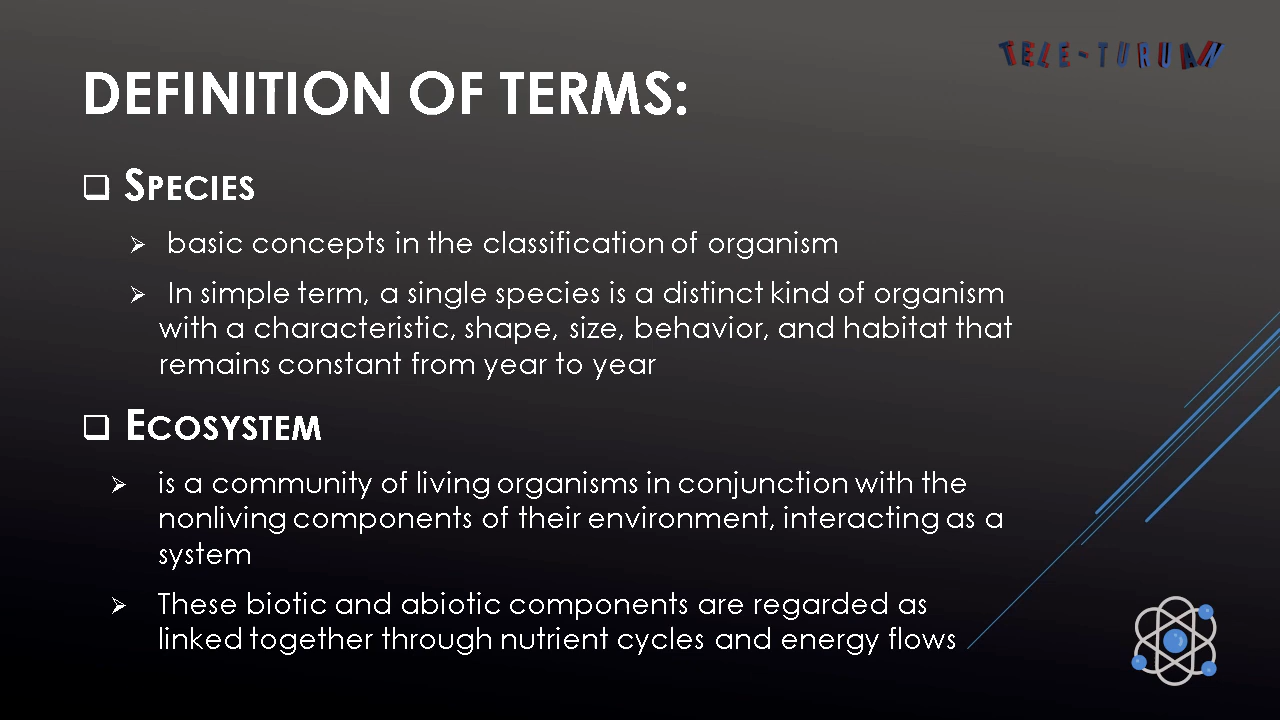 TELE-TURUAN
DEFINITION OF TERMS:
❑ SPECIES
➢ basic concepts in the classification of organism
➢ In simple term, a single species is a distinct kind of organism
with a characteristic, shape, size, behavior, and habitat that
remains constant from year to year
❑ ECOSYSTEM
➢ is a community of living organisms in conjunction with the
nonliving components of their environment, interacting as a
system
➢ These biotic and abiotic components are regarded as
linked together through nutrient cycles and energy flows